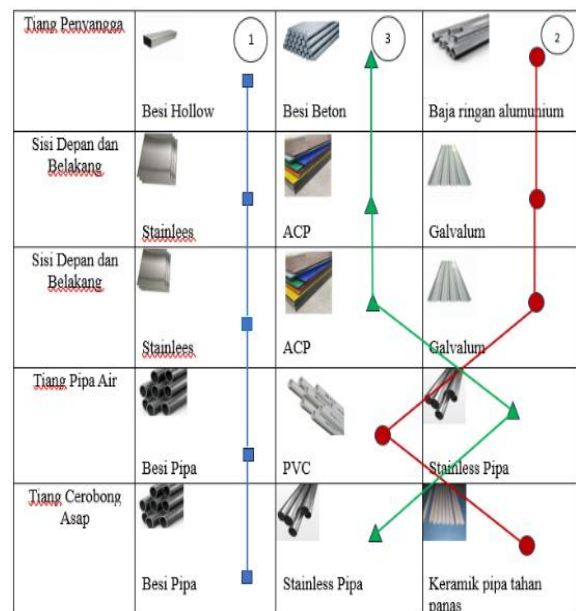 Tiang Penyangga
1
3
2
Besi Hollow
Besi Beton
Baja ringan alumunium
Sisi Depan dan
Belakang
Stainlees
ACP
Galvalum
Sisi Depan dan
Belakang
Stainlees
ACP
Galvalum
Tiang Pipa Air
Besi Pipa
PVC
Stainless Pipa
Tiang Cerobong
Asap
Besi Pipa
Stainless Pipa
Keramik pipa tahan
panas